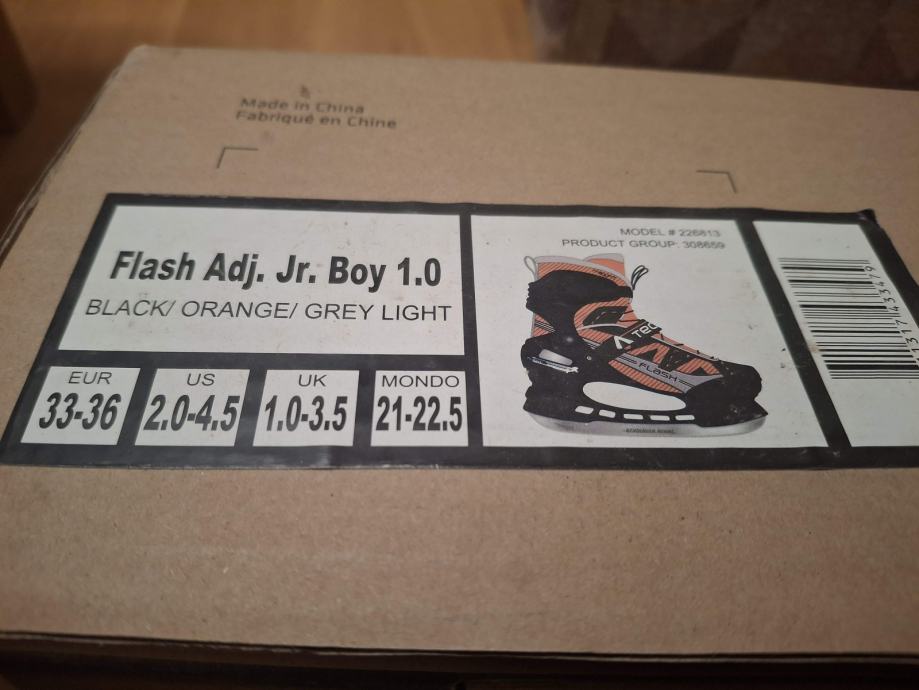 Made in China
Fabriqué en Chine
Flash Adj. Jr. Boy 1.0
BLACK/ ORANGE/ GREY LIGHT
EUR
33-36
US
2.0-4.5
UK
1.0-3.5
MONDO
21-22.5
MODEL # 226813
PRODUCT GROUP: 308659
TEC
FLASH